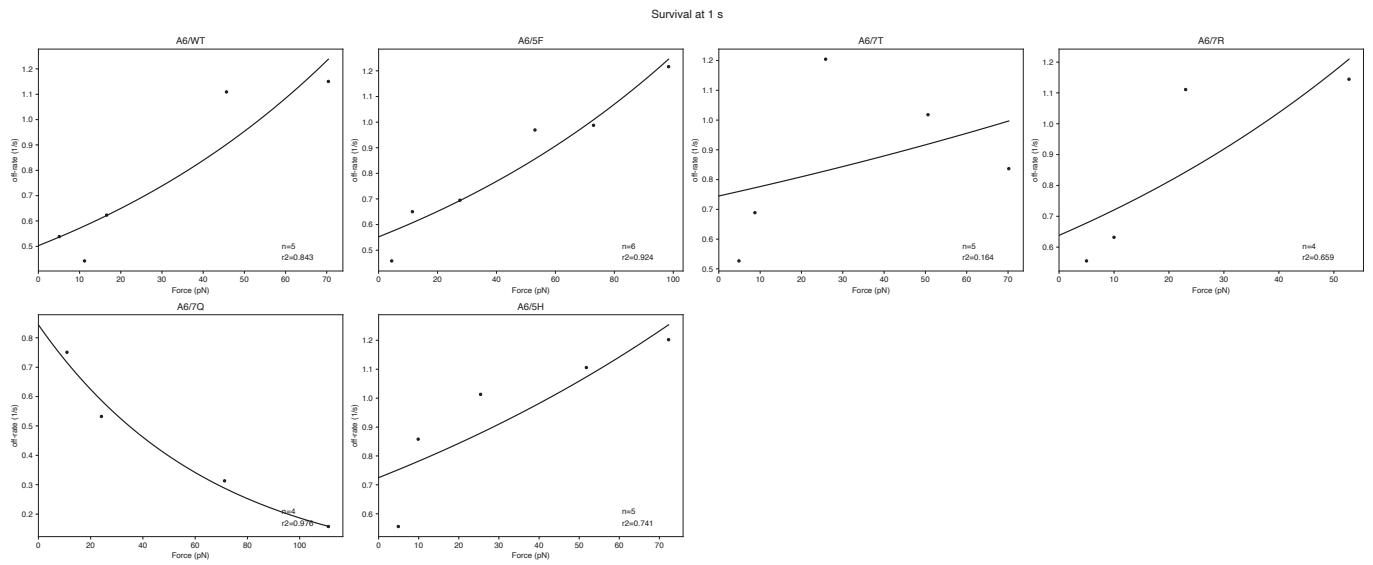 Survival at 1 s
A6/WT
1.2
1.1
1.0
0.9
0.8
0.7
0.6
0.5
off-rate (1/s)
n=5
r2=0.843
0 10 20 30 40 50 60 70
Force (pN)
A6/5F
1.2
1.1
1.0
0.9
0.8
0.7
0.6
0.5
off-rate (1/s)
n=6
r2=0.924
0 20 40 60 80 100
Force (pN)
A6/7T
1.2
1.1
1.0
0.9
0.8
0.7
0.6
0.5
off-rate (1/s)
n=5
r2=0.164
0 10 20 30 40 50 60 70
Force (pN)
A6/7R
1.2
1.1
1.0
0.9
0.8
0.7
0.6
off-rate (1/s)
n=4
r2=0.659
0 10 20 30 40 50
Force (pN)
A6/7Q
0.8
0.7
0.6
0.5
0.4
0.3
0.2
off-rate (1/s)
n=4
r2=0.976
0 20 40 60 80 100
Force (pN)
A6/5H
1.2
1.1
1.0
0.9
0.8
0.7
0.6
off-rate (1/s)
n=5
r2=0.741
0 10 20 30 40 50 60 70
Force (pN)